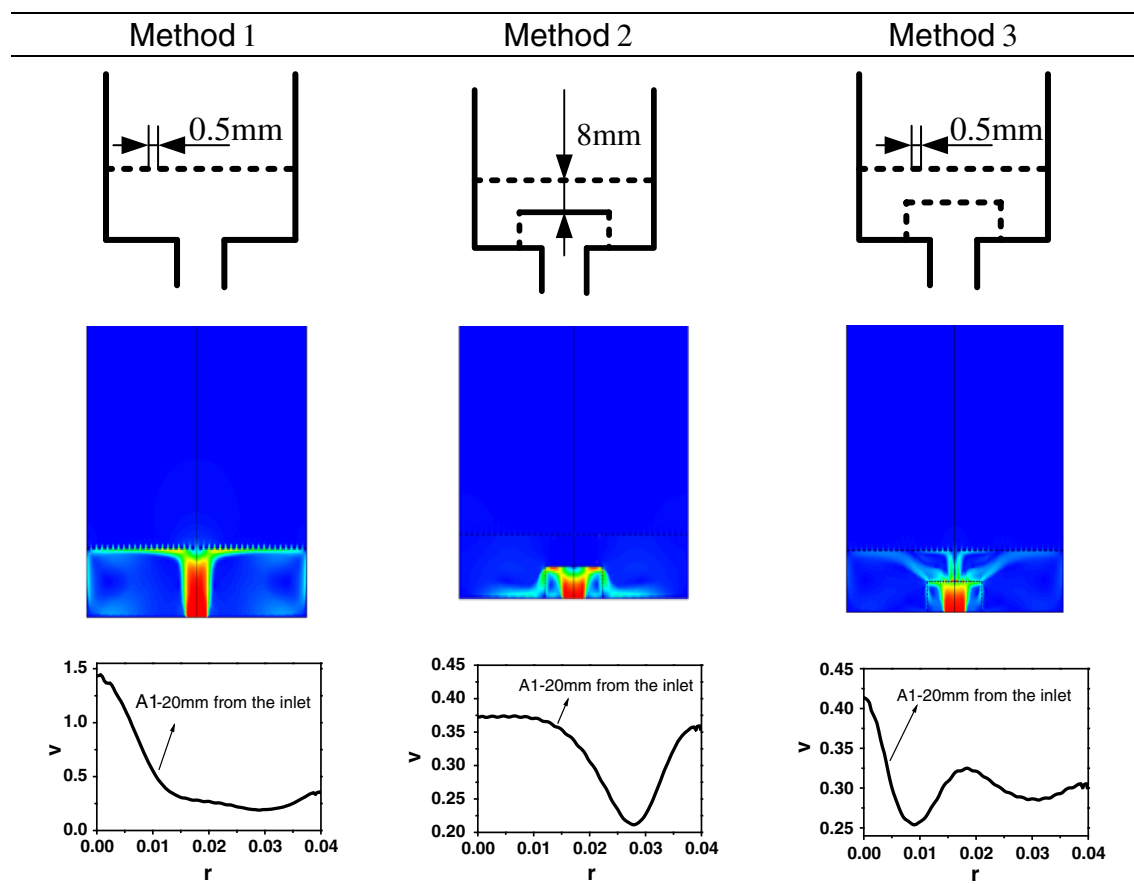 Method 1 Method 2 Method 3
0.5mm
8mm
0.5mm
1.5
1.0
0.5
0.0
v
A1-20mm from the inlet
0.00 0.01 0.02 0.03 0.04
r
0.45
0.40
0.35
0.30
0.25
0.20
v
A1-20mm from the inlet
0.00 0.01 0.02 0.03 0.04
r
0.45
0.40
0.35
0.30
0.25
v
A1-20mm from the inlet
0.00 0.01 0.02 0.03 0.04
r